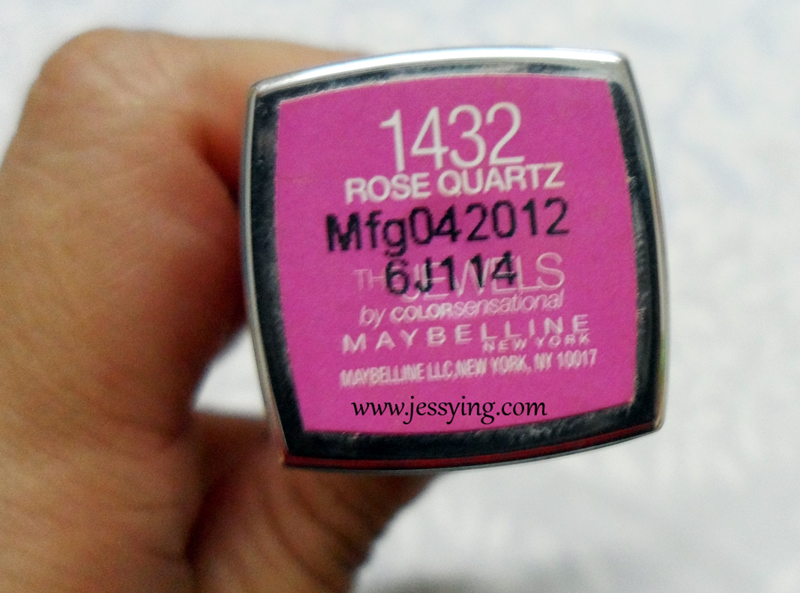 1432
ROSE QUARTZ
Mfg042012
6J114
THE JEWELS
by COLORsensational
MAYBELLINE
NEW YORK
MAYBELLINE LLC,NEW YORK, NY 10017
www.jessying.com